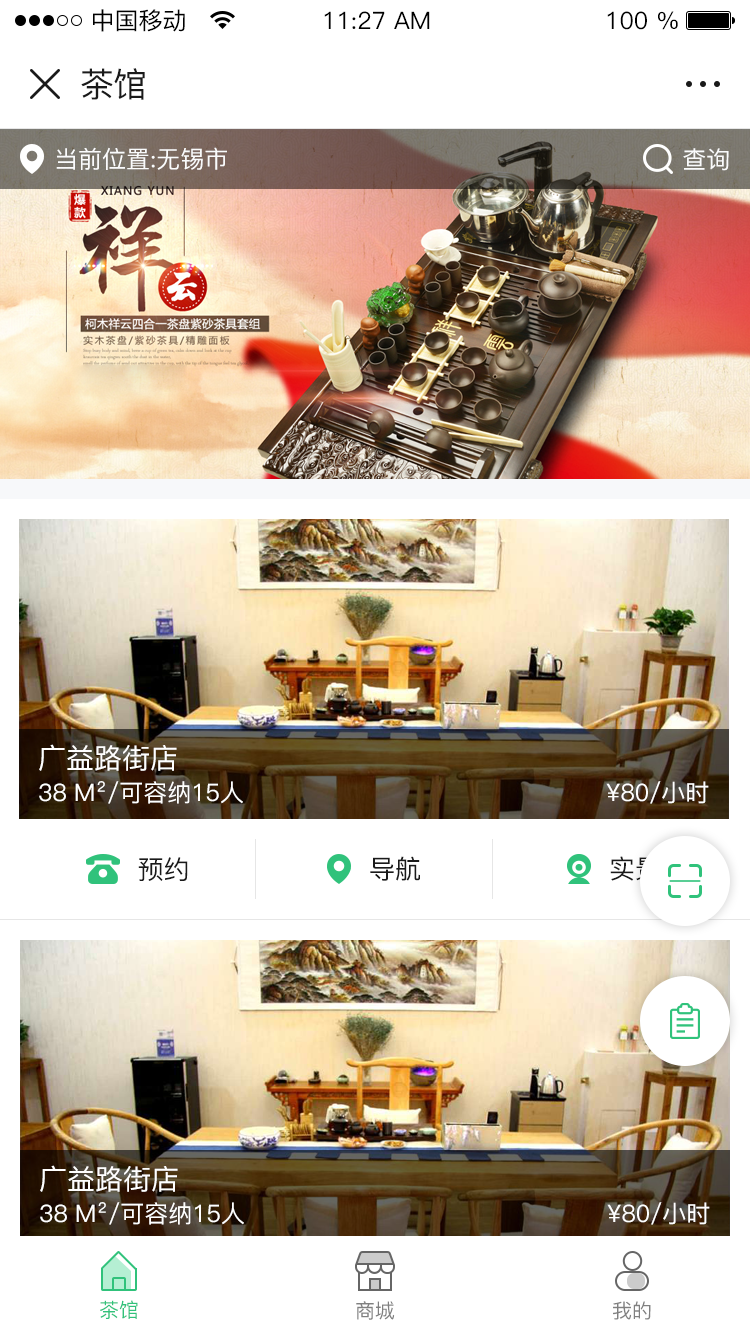 中国移动
11:27 AM
100 %
茶馆
当前位置:无锡市
查询
XIANG YUN
爆款
祥云
柯木祥云四合一茶盘紫砂茶具套组
实木茶盘/紫砂茶具/精雕面板
广益路街店
38 M²/可容纳15人
¥80/小时
预约
导航
广益路街店
38 M²/可容纳15人
¥80/小时
茶馆
商城
我的